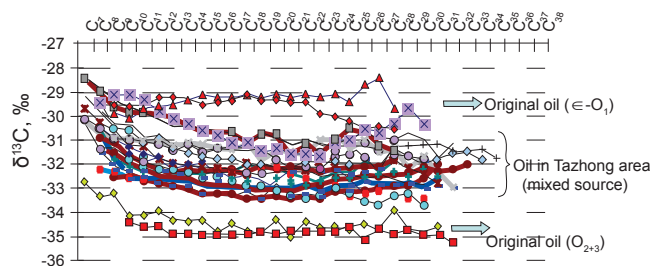 C7 C8 C9 C10 C11 C12 C13 C14 C15 C16 C17 C18 C19 C20 C21 C22 C23 C24 C25 C26 C27 C28 C29 C30 C31 C32 C33 C34 C35 C36 C37 C38
-27
-28
-29
-30
-31
-32
-33
-34
-35
-36
δ¹³C, ‰
Original oil (∈-O₁)
Oil in Tazhong area
(mixed source)
Original oil (O₂₊₃)